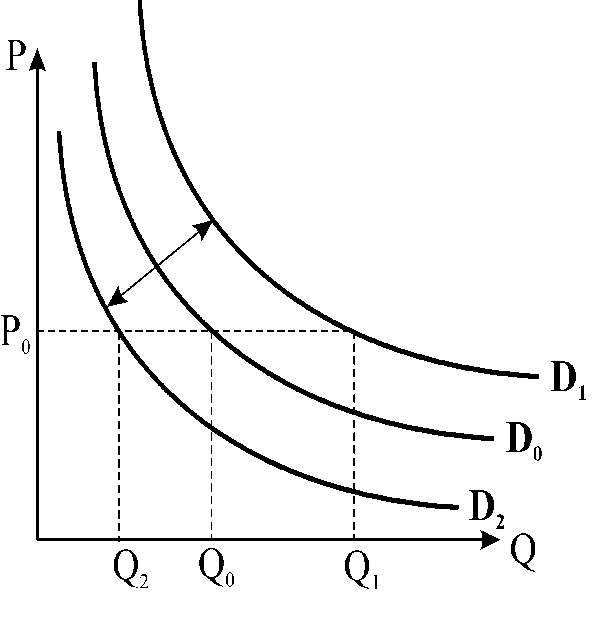 P
P₀
D₁
D₀
D₂
Q₂
Q₀
Q₁
Q